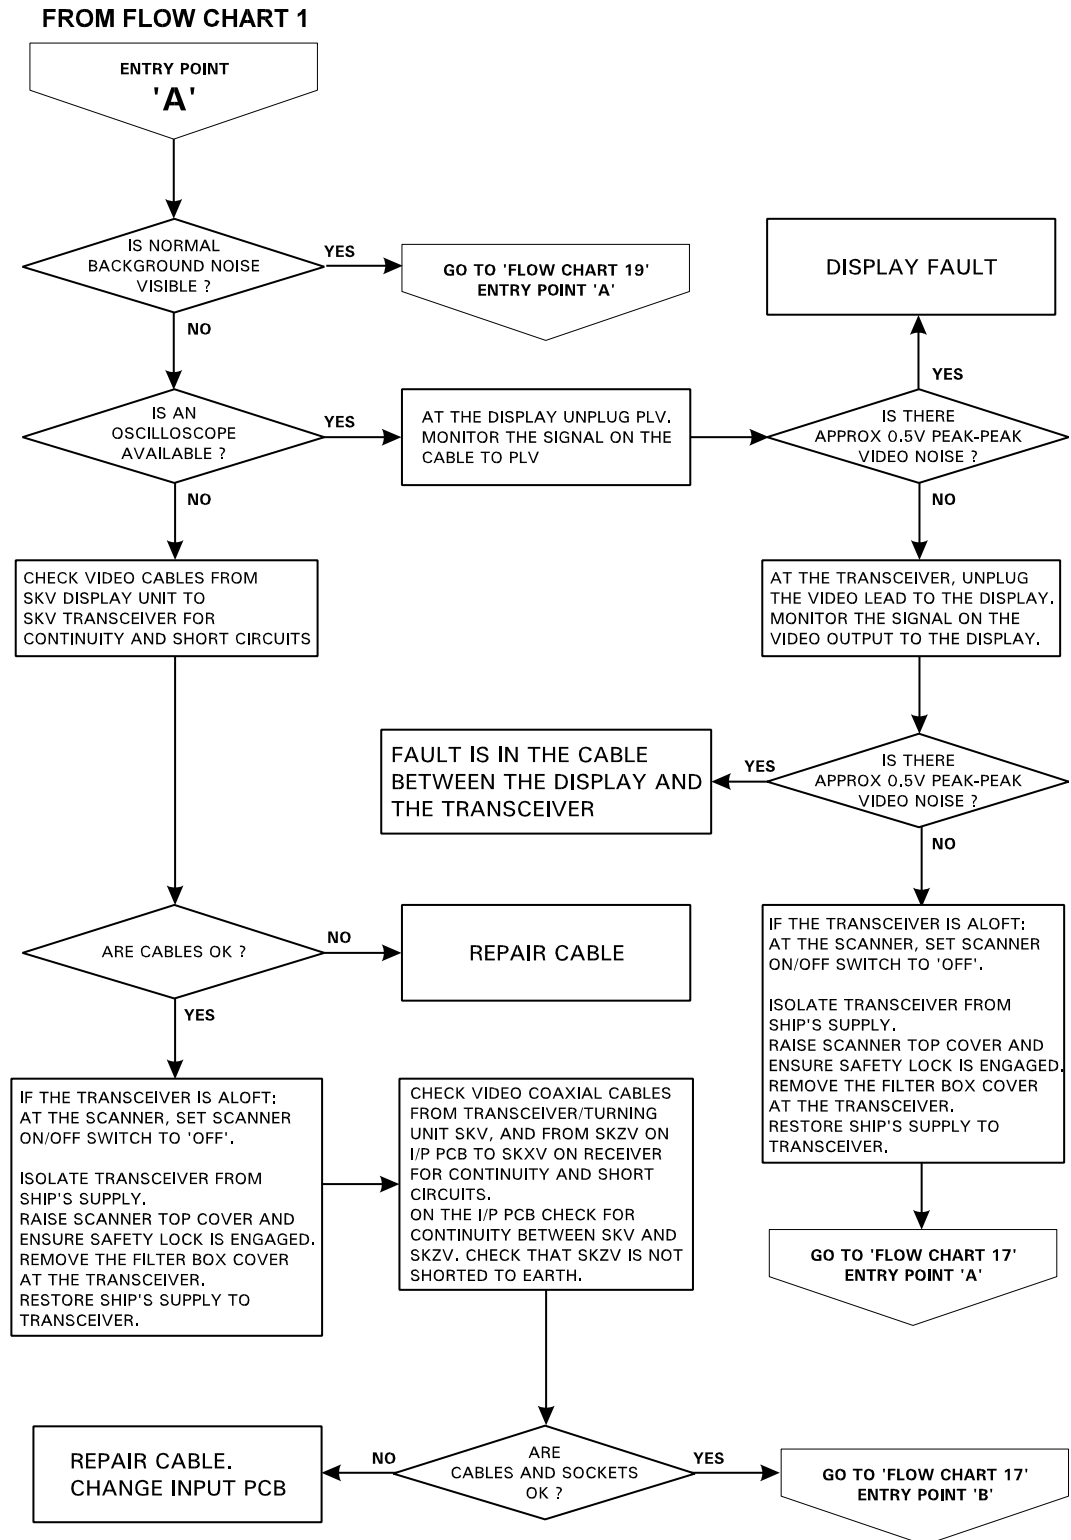 FROM FLOW CHART 1
ENTRY POINT
'A'
IS NORMAL
BACKGROUND NOISE
VISIBLE ?
YES
GO TO 'FLOW CHART 19'
ENTRY POINT 'A'
DISPLAY FAULT
NO
YES
IS AN
OSCILLOSCOPE
AVAILABLE ?
YES
AT THE DISPLAY UNPLUG PLV.
MONITOR THE SIGNAL ON THE
CABLE TO PLV
IS THERE
APPROX 0.5V PEAK-PEAK
VIDEO NOISE ?
NO
NO
CHECK VIDEO CABLES FROM
SKV DISPLAY UNIT TO
SKV TRANSCEIVER FOR
CONTINUITY AND SHORT CIRCUITS
AT THE TRANSCEIVER, UNPLUG
THE VIDEO LEAD TO THE DISPLAY.
MONITOR THE SIGNAL ON THE
VIDEO OUTPUT TO THE DISPLAY.
FAULT IS IN THE CABLE
BETWEEN THE DISPLAY AND
THE TRANSCEIVER
YES
IS THERE
APPROX 0.5V PEAK-PEAK
VIDEO NOISE ?
NO
ARE CABLES OK ?
NO
REPAIR CABLE
YES
IF THE TRANSCEIVER IS ALOFT:
AT THE SCANNER, SET SCANNER
ON/OFF SWITCH TO 'OFF'.
ISOLATE TRANSCEIVER FROM
SHIP'S SUPPLY.
RAISE SCANNER TOP COVER AND
ENSURE SAFETY LOCK IS ENGAGED.
REMOVE THE FILTER BOX COVER
AT THE TRANSCEIVER.
RESTORE SHIP'S SUPPLY TO
TRANSCEIVER.
IF THE TRANSCEIVER IS ALOFT:
AT THE SCANNER, SET SCANNER
ON/OFF SWITCH TO 'OFF'.
ISOLATE TRANSCEIVER FROM
SHIP'S SUPPLY.
RAISE SCANNER TOP COVER AND
ENSURE SAFETY LOCK IS ENGAGED.
REMOVE THE FILTER BOX COVER
AT THE TRANSCEIVER.
RESTORE SHIP'S SUPPLY TO
TRANSCEIVER.
CHECK VIDEO COAXIAL CABLES
FROM TRANSCEIVER/TURNING
UNIT SKV, AND FROM SKZV ON
I/P PCB TO SKXV ON RECEIVER
FOR CONTINUITY AND SHORT
CIRCUITS.
ON THE I/P PCB CHECK FOR
CONTINUITY BETWEEN SKV AND
SKZV. CHECK THAT SKZV IS NOT
SHORTED TO EARTH.
GO TO 'FLOW CHART 17'
ENTRY POINT 'A'
REPAIR CABLE.
CHANGE INPUT PCB
NO
ARE
CABLES AND SOCKETS
OK ?
YES
GO TO 'FLOW CHART 17'
ENTRY POINT 'B'